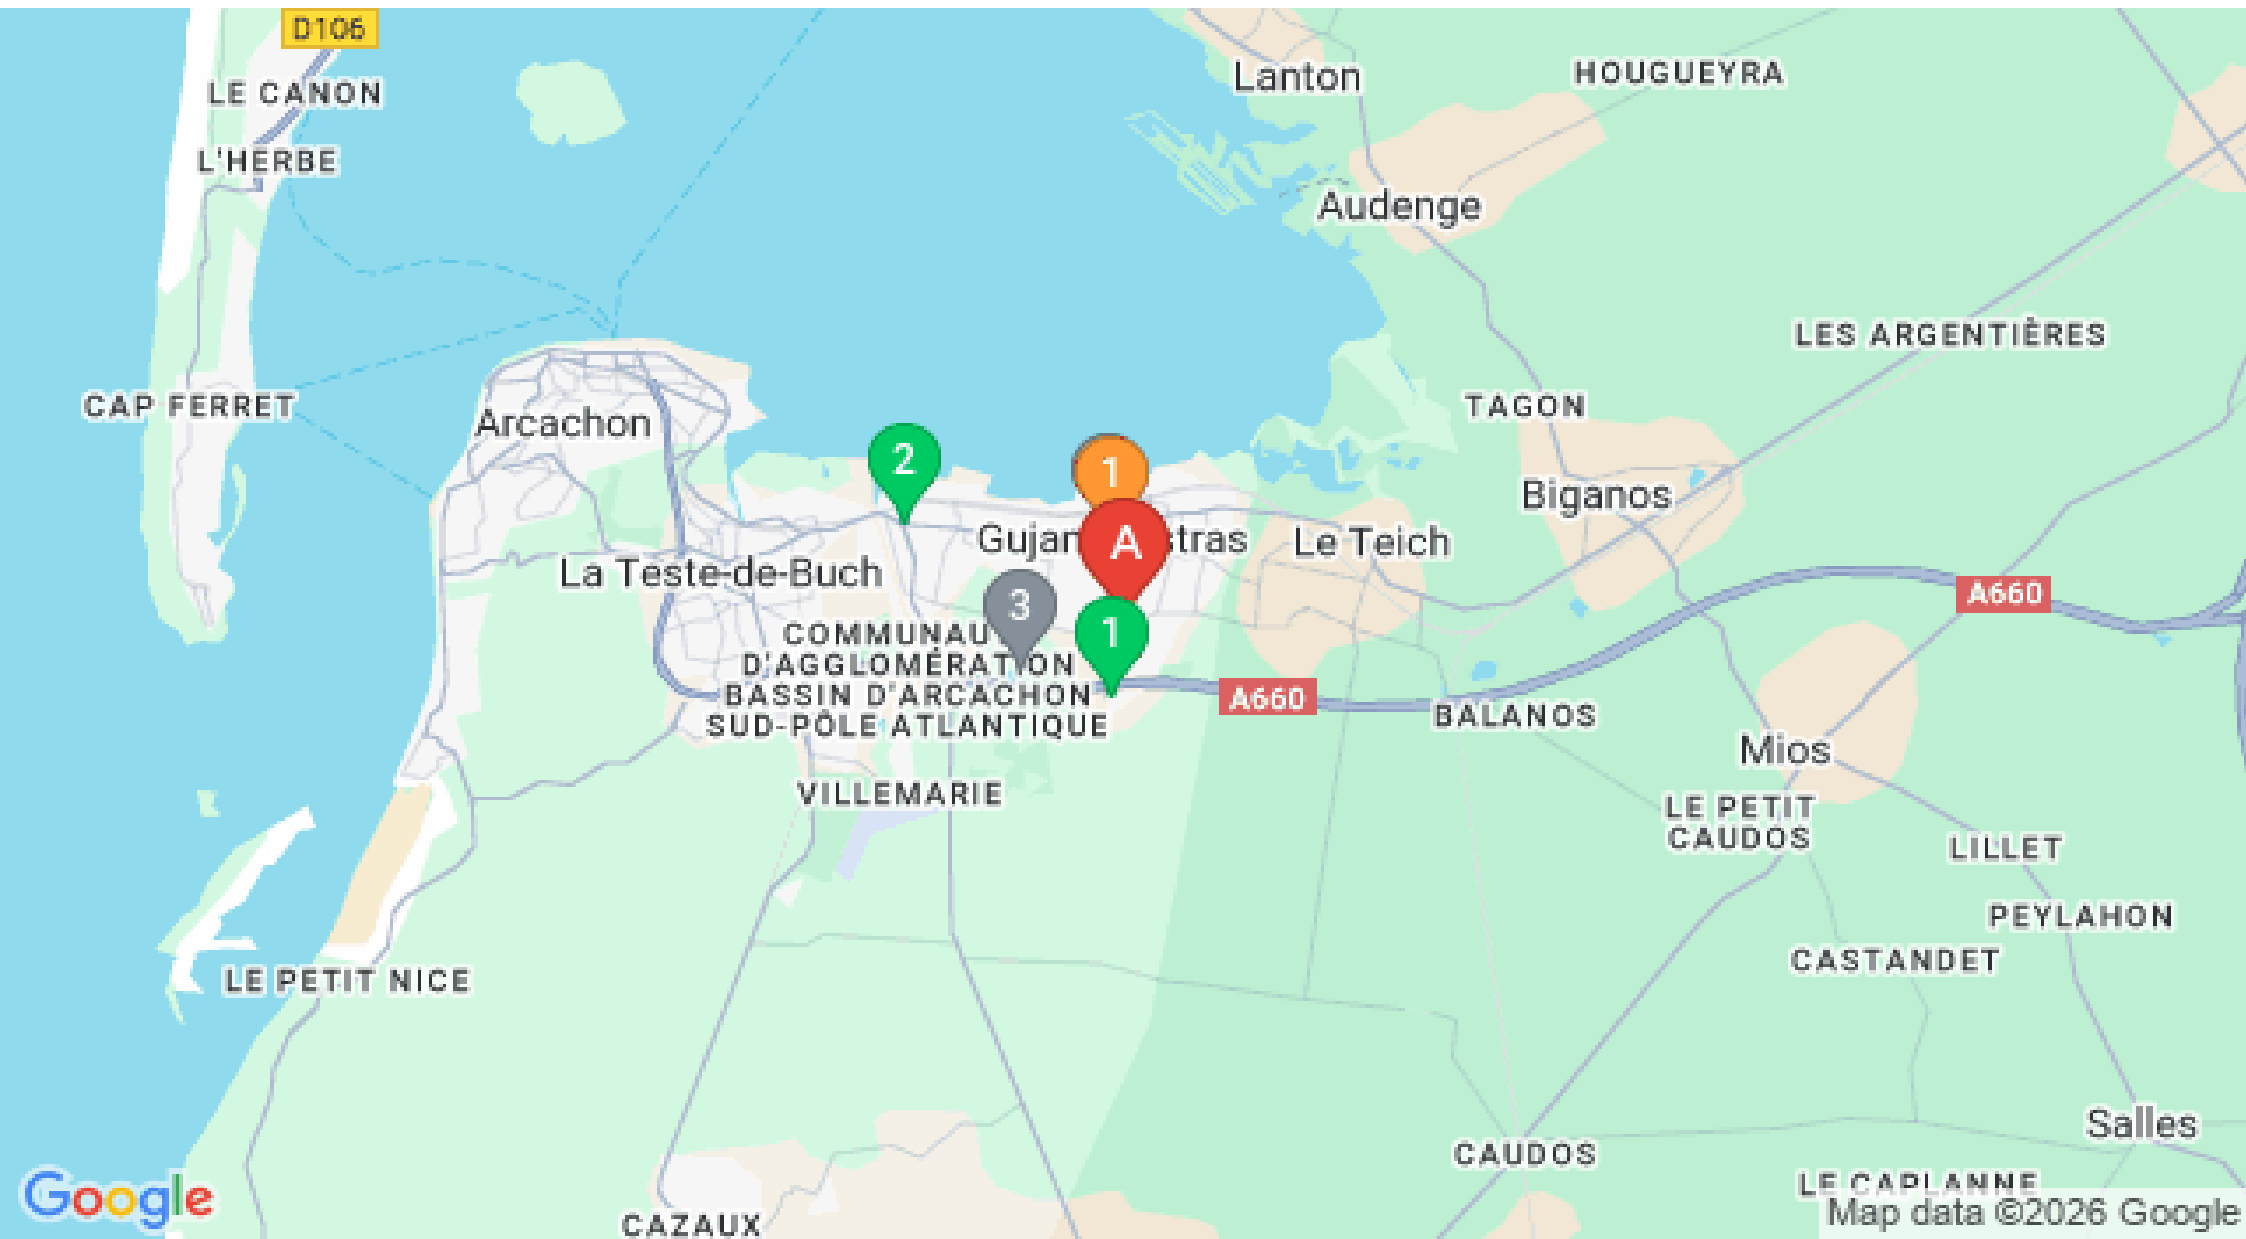 D106
LE CANON
L'HERBE
Lanton
HOUGUEYRA
Audenge
LES ARGENTIÈRES
CAP FERRET
Arcachon
TAGON
2
1
Biganos
Gujan
stras
A
Le Teich
La Teste-de-Buch
3
1
A660
COMMUNAU
D'AGGLOMÉRATION
BASSIN D'ARCACHON
SUD-PÔLE ATLANTIQUE
A660
BALANOS
Mios
VILLEMARIE
LE PETIT
CAUDOS
LILLET
PEYLAHON
CASTANDET
LE PETIT NICE
Salles
CAUDOS
LE CAPLANNE
Google
CAZAUX
Map data ©2026 Google